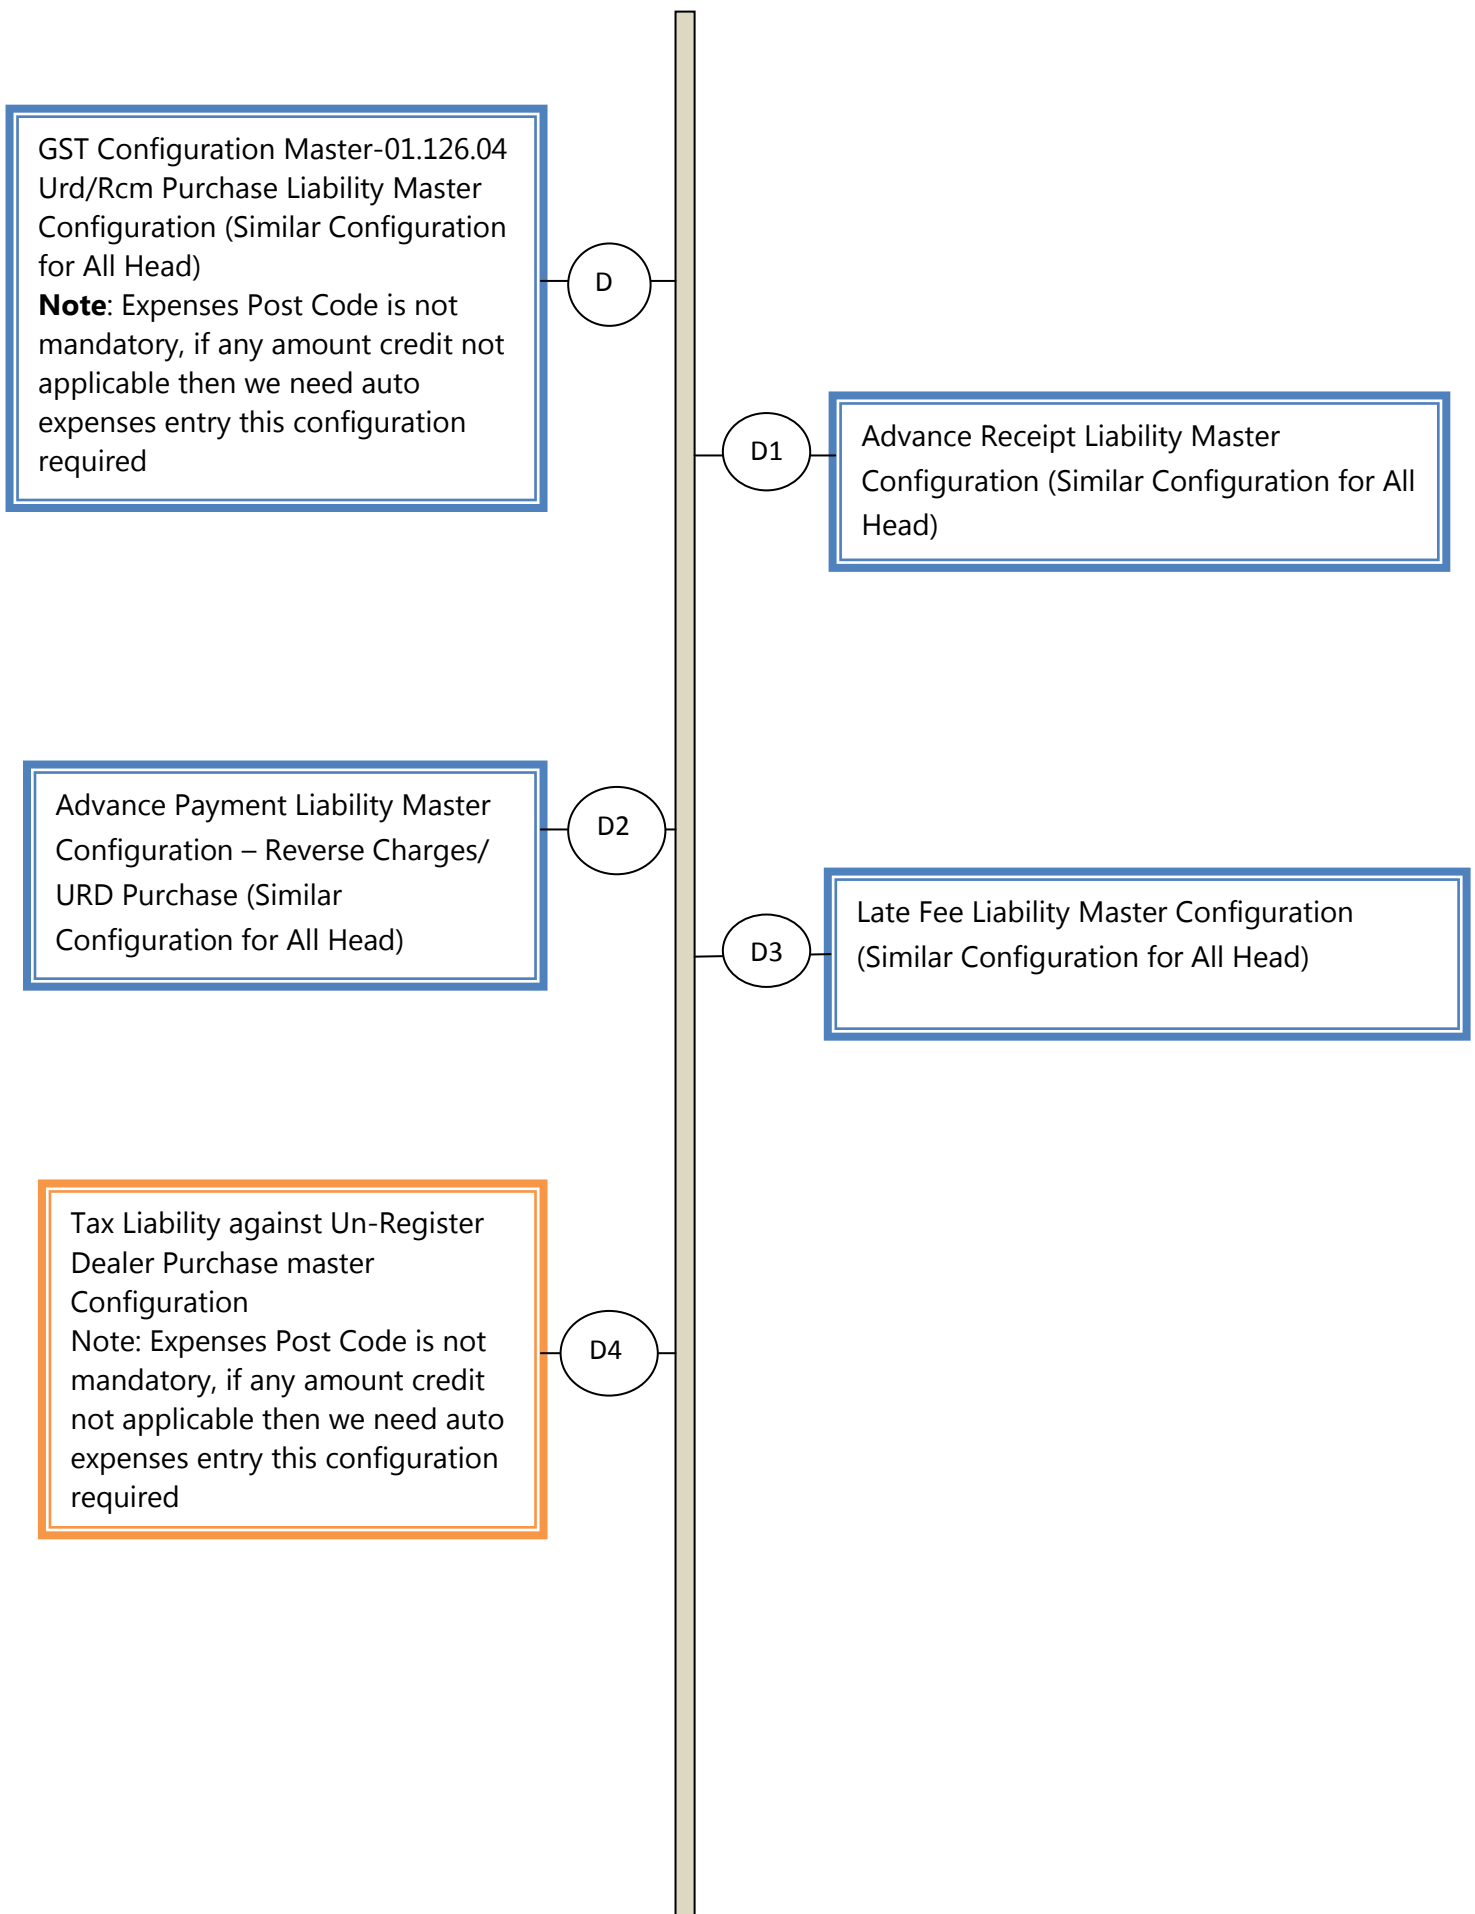 GST Configuration Master-01.126.04
Urd/Rcm Purchase Liability Master
Configuration (Similar Configuration
for All Head)
Note: Expenses Post Code is not
mandatory, if any amount credit not
applicable then we need auto
expenses entry this configuration
required
D
D1
Advance Receipt Liability Master
Configuration (Similar Configuration for All
Head)
Advance Payment Liability Master
Configuration – Reverse Charges/
URD Purchase (Similar
Configuration for All Head)
D2
D3
Late Fee Liability Master Configuration
(Similar Configuration for All Head)
Tax Liability against Un-Register
Dealer Purchase master
Configuration
Note: Expenses Post Code is not
mandatory, if any amount credit
not applicable then we need auto
expenses entry this configuration
required
D4